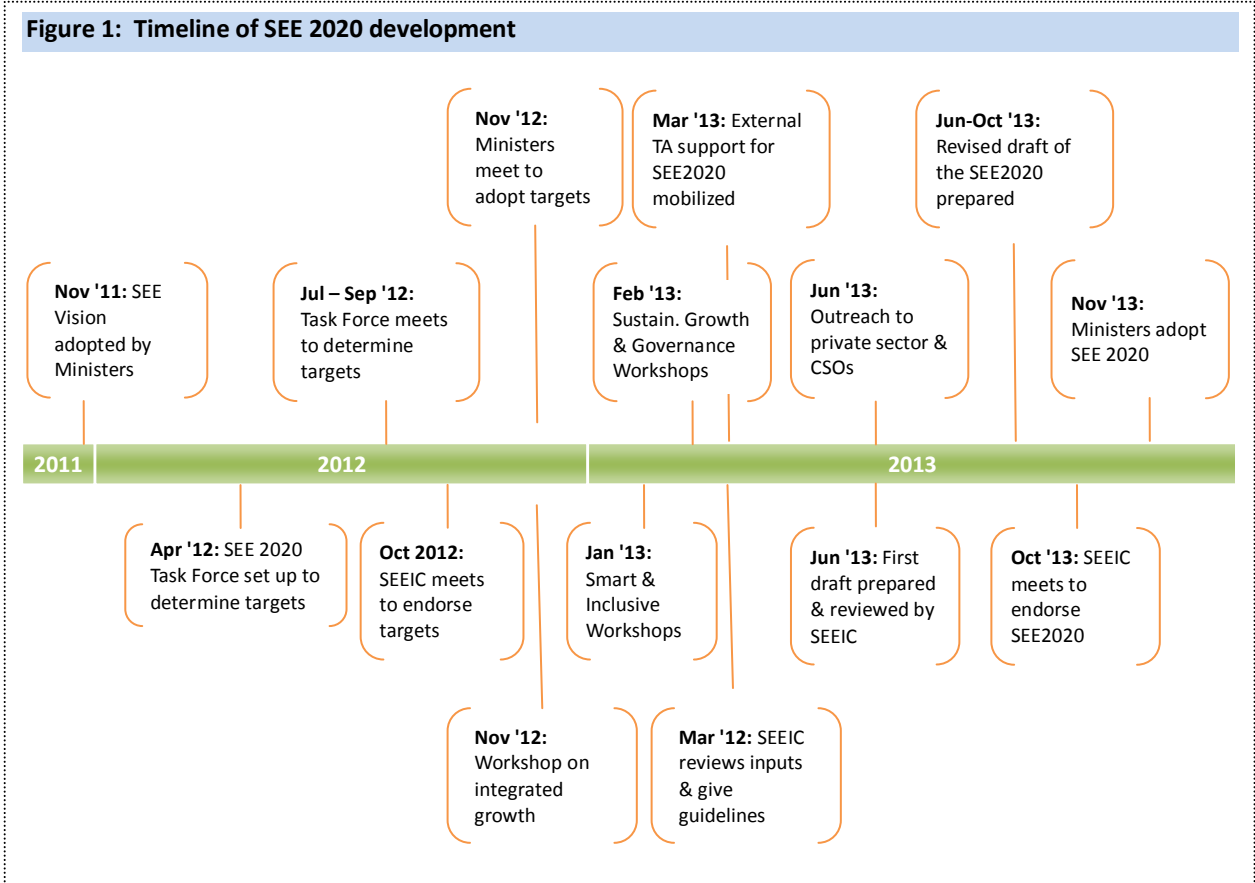 Figure 1:  Timeline of SEE 2020 development
Nov '12:
Ministers
meet to
adopt targets
Mar '13: External
TA support for
SEE2020
mobilized
Jun-Oct '13:
Revised draft of
the SEE2020
prepared
Nov '11: SEE
Vision
adopted by
Ministers
Jul – Sep '12:
Task Force meets
to determine
targets
Feb '13:
Sustain. Growth
& Governance
Workshops
Jun '13:
Outreach to
private sector &
CSOs
Nov '13:
Ministers adopt
SEE 2020
2011
2012
2013
Apr '12: SEE 2020
Task Force set up to
determine targets
Oct 2012:
SEEIC meets
to endorse
targets
Jan '13:
Smart &
Inclusive
Workshops
Jun '13: First
draft prepared
& reviewed by
SEEIC
Oct '13: SEEIC
meets to
endorse
SEE2020
Nov '12:
Workshop on
integrated
growth
Mar '12: SEEIC
reviews inputs
& give
guidelines